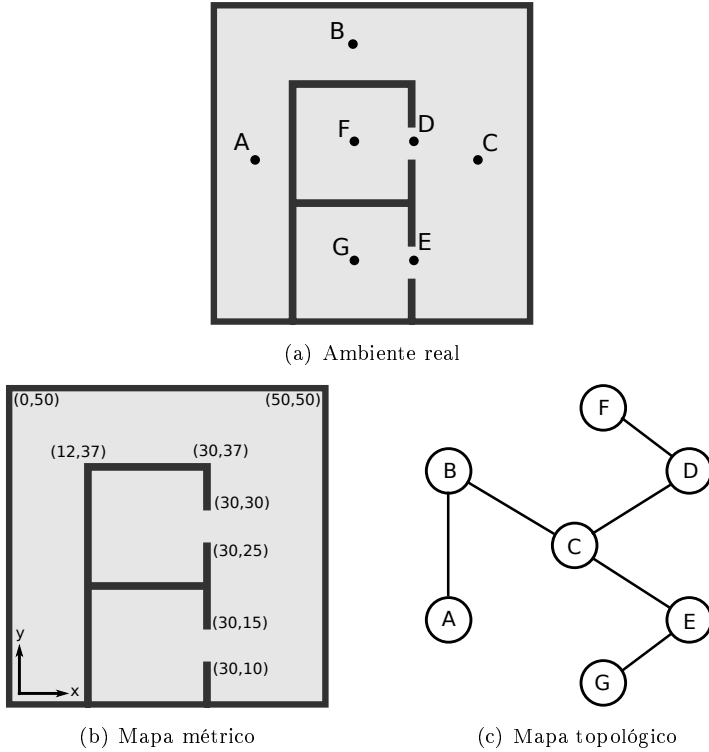 B
A
F
D
C
G
E
(a) Ambiente real
(0,50)
(50,50)
(12,37)
(30,37)
(30,30)
(30,25)
(30,15)
(30,10)
y
x
(b) Mapa métrico
F
B
D
C
A
E
G
(c) Mapa topológico